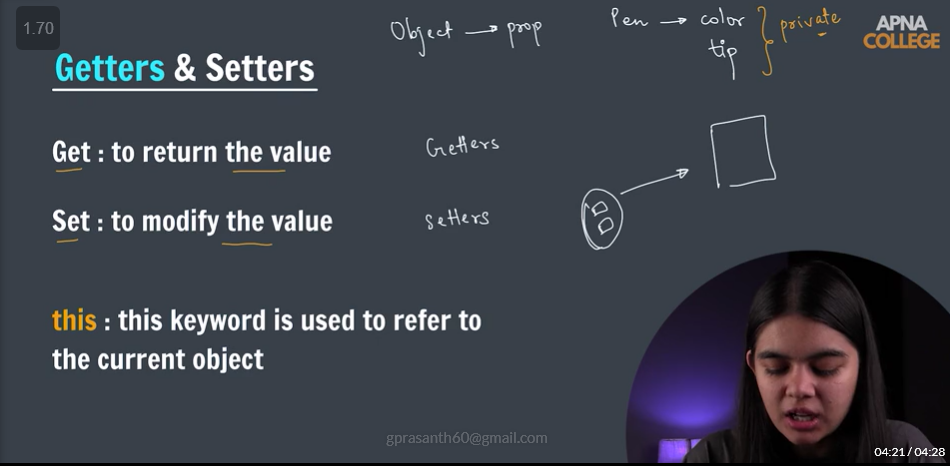 1.70
Object → prop
Pen → color
tip
private
APNA
COLLEGE
Getters & Setters
Get : to return the value
Getters
Set : to modify the value
setters
this : this keyword is used to refer to
the current object
gprasanth60@gmail.com
04:21 / 04:28